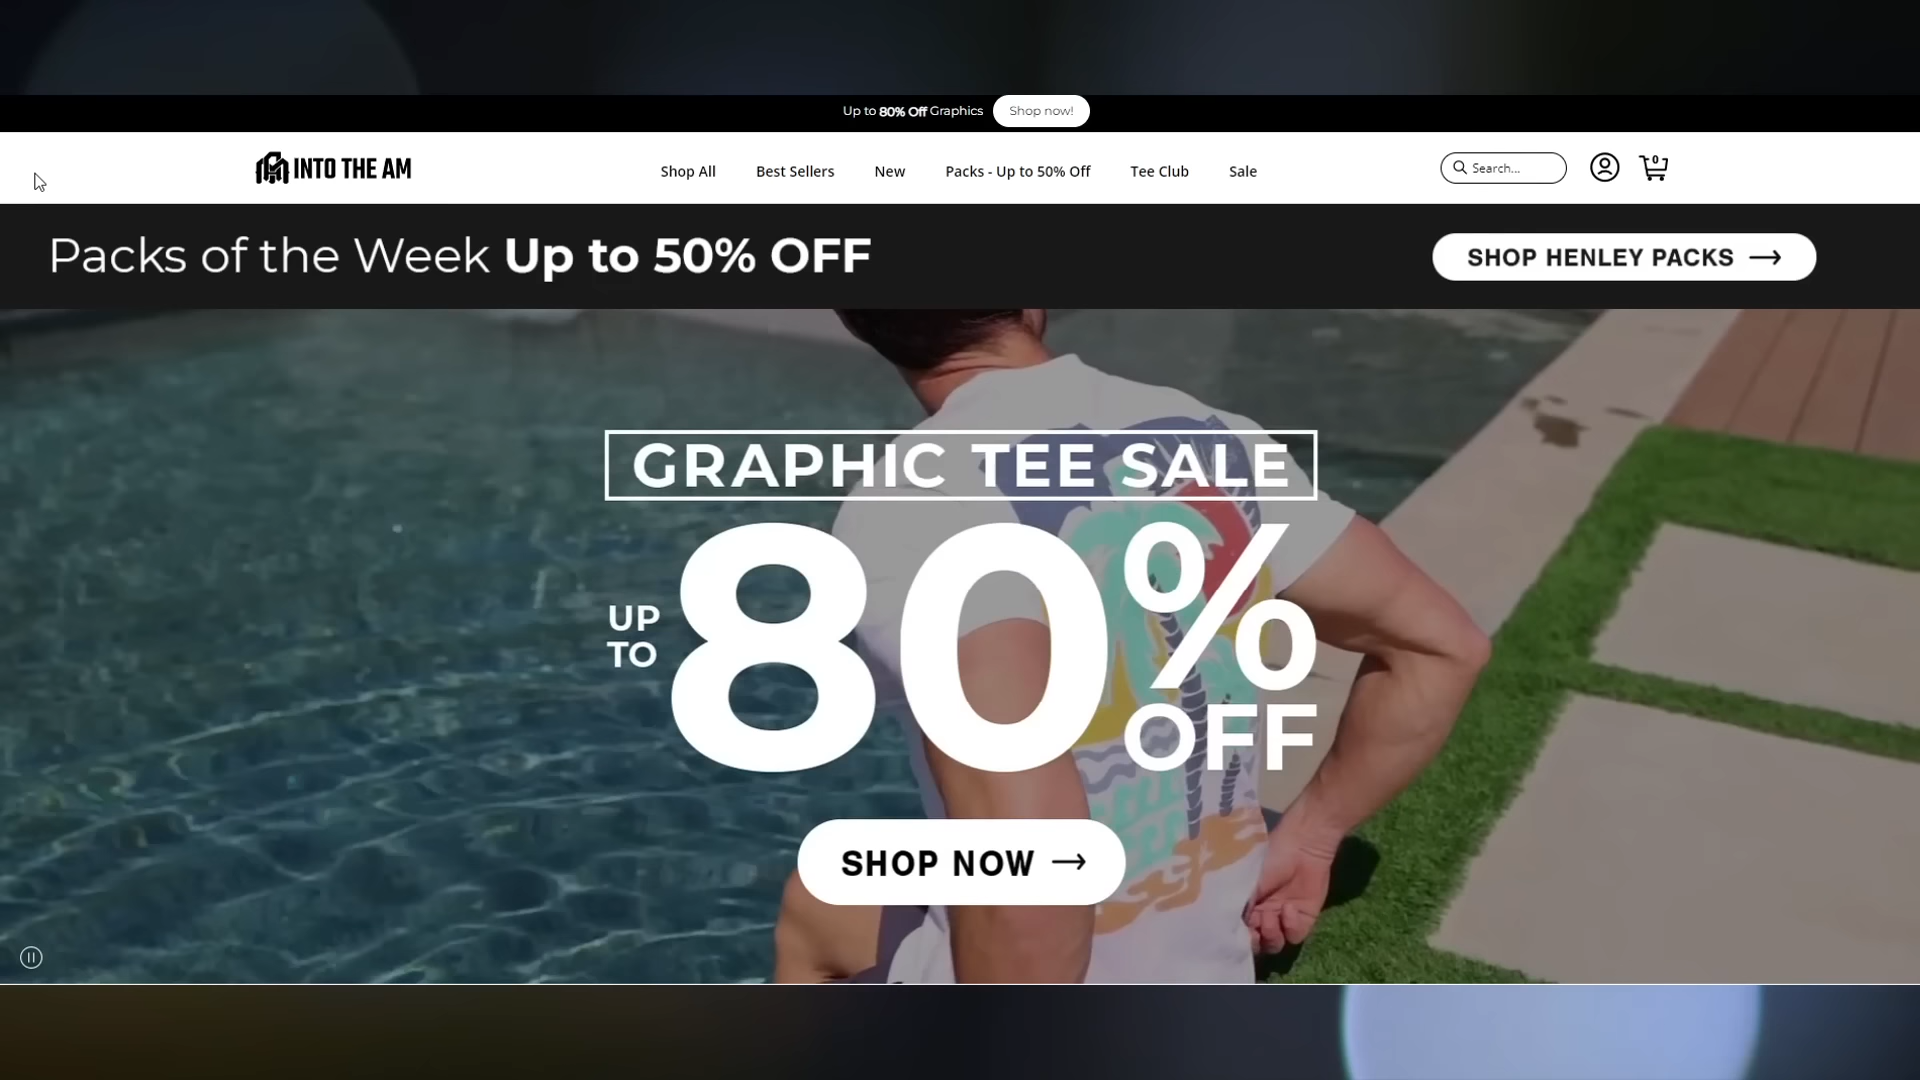 Up to 80% Off Graphics Shop now!
INTO THE AM
Shop All Best Sellers New Packs - Up to 50% Off Tee Club Sale
Search...
0
Packs of the Week Up to 50% OFF
SHOP HENLEY PACKS →
GRAPHIC TEE SALE
UP TO
80%
OFF
SHOP NOW →